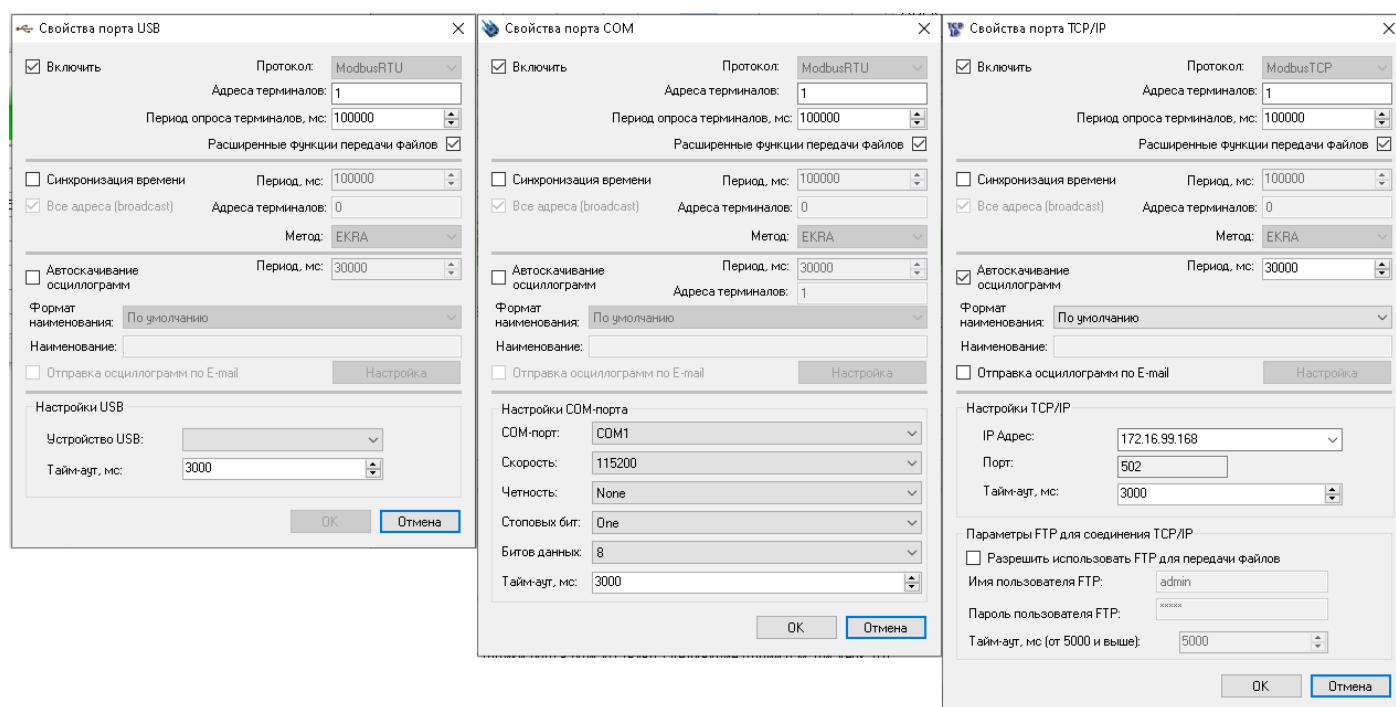 Свойства порта USB
Включить
Протокол: ModbusRTU
Адреса терминалов: 1
Период опроса терминалов, мс: 100000
Расширенные функции передачи файлов
Синхронизация времени
Период, мс: 100000
Все адреса (broadcast)
Адреса терминалов: 0
Метод: EKRA
Автоскачивание
осциллограмм
Период, мс: 30000
Формат
наименования: По умолчанию
Наименование:
Отправка осциллограмм по E-mail
Настройка
Настройки USB
Устройство USB:
Тайм-аут, мс: 3000
OK
Отмена
Свойства порта COM
Включить
Протокол: ModbusRTU
Адреса терминалов: 1
Период опроса терминалов, мс: 100000
Расширенные функции передачи файлов
Синхронизация времени
Период, мс: 100000
Все адреса (broadcast)
Адреса терминалов: 0
Метод: EKRA
Автоскачивание
осциллограмм
Период, мс: 30000
Адреса терминалов: 1
Формат
наименования: По умолчанию
Наименование:
Отправка осциллограмм по E-mail
Настройка
Настройки COM-порта
COM-порт: COM1
Скорость: 115200
Четность: None
Стоповых бит: One
Битов данных: 8
Тайм-аут, мс: 3000
OK
Отмена
TCP
IP
Свойства порта TCP/IP
Включить
Протокол: ModbusTCP
Адреса терминалов: 1
Период опроса терминалов, мс: 100000
Расширенные функции передачи файлов
Синхронизация времени
Период, мс: 100000
Все адреса (broadcast)
Адреса терминалов: 0
Метод: EKRA
Автоскачивание
осциллограмм
Период, мс: 30000
Формат
наименования: По умолчанию
Наименование:
Отправка осциллограмм по E-mail
Настройка
Настройки TCP/IP
IP Адрес: 172.16.99.168
Порт: 502
Тайм-аут, мс: 3000
Параметры FTP для соединения TCP/IP
Разрешить использовать FTP для передачи файлов
Имя пользователя FTP: admin
Пароль пользователя FTP: xxxxx
Тайм-аут, мс (от 5000 и выше): 5000
OK
Отмена